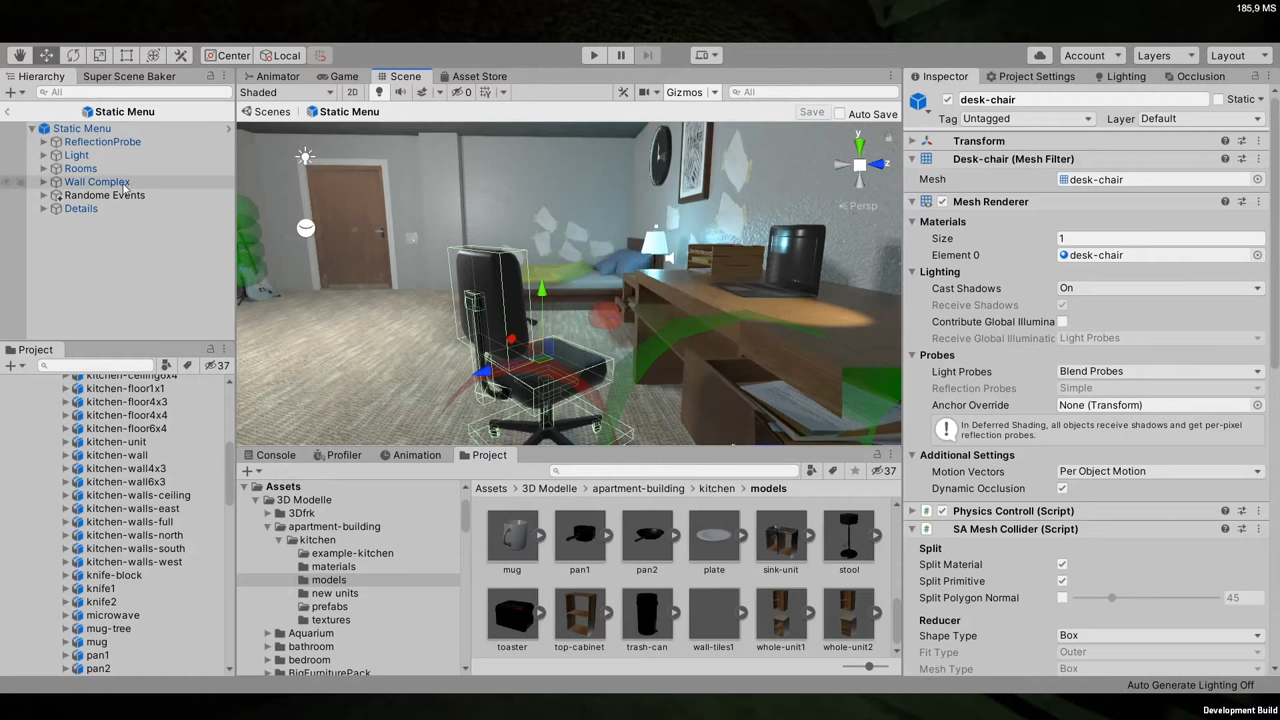 185,9 MS
Center
Local
Account
Layers
Layout
Hierarchy
Super Scene Baker
Animator
Game
Scene
Asset Store
Inspector
Project Settings
Lighting
Occlusion
All
Shaded
2D
0
Gizmos
All
desk-chair
Static
Static Menu
Scenes
Static Menu
Save
Auto Save
Tag
Untagged
Layer
Default
Static Menu
ReflectionProbe
Light
Rooms
Wall Complex
Randome Events
Details
y
z
Persp
Transform
Desk-chair (Mesh Filter)
Mesh
desk-chair
Mesh Renderer
Materials
Size
1
Element 0
desk-chair
Lighting
Cast Shadows
On
Receive Shadows
Contribute Global Illumina
Receive Global Illuminatic
Light Probes
Probes
Light Probes
Blend Probes
Reflection Probes
Simple
Anchor Override
None (Transform)
In Deferred Shading, all objects receive shadows and get per-pixel
reflection probes.
Additional Settings
Motion Vectors
Per Object Motion
Dynamic Occlusion
Physics Controll (Script)
SA Mesh Collider (Script)
Split
Split Material
Split Primitive
Split Polygon Normal
45
Reducer
Shape Type
Box
Fit Type
Outer
Mesh Type
Box
Project
37
kitchen-ceiling6x4
kitchen-floor1x1
kitchen-floor4x3
kitchen-floor4x4
kitchen-floor6x4
kitchen-unit
kitchen-wall
kitchen-wall4x3
kitchen-wall6x3
kitchen-walls-ceiling
kitchen-walls-east
kitchen-walls-full
kitchen-walls-north
kitchen-walls-south
kitchen-walls-west
knife-block
knife1
knife2
microwave
mug-tree
mug
pan1
pan2
Console
Profiler
Animation
Project
37
Assets
3D Modelle
3Dfrk
apartment-building
kitchen
example-kitchen
materials
models
new units
prefabs
textures
Aquarium
bathroom
bedroom
BigFurniturePack
Assets
3D Modelle
apartment-building
kitchen
models
mug
pan1
pan2
plate
sink-unit
stool
toaster
top-cabinet
trash-can
wall-tiles1
whole-unit1
whole-unit2
Auto Generate Lighting Off
Development Build